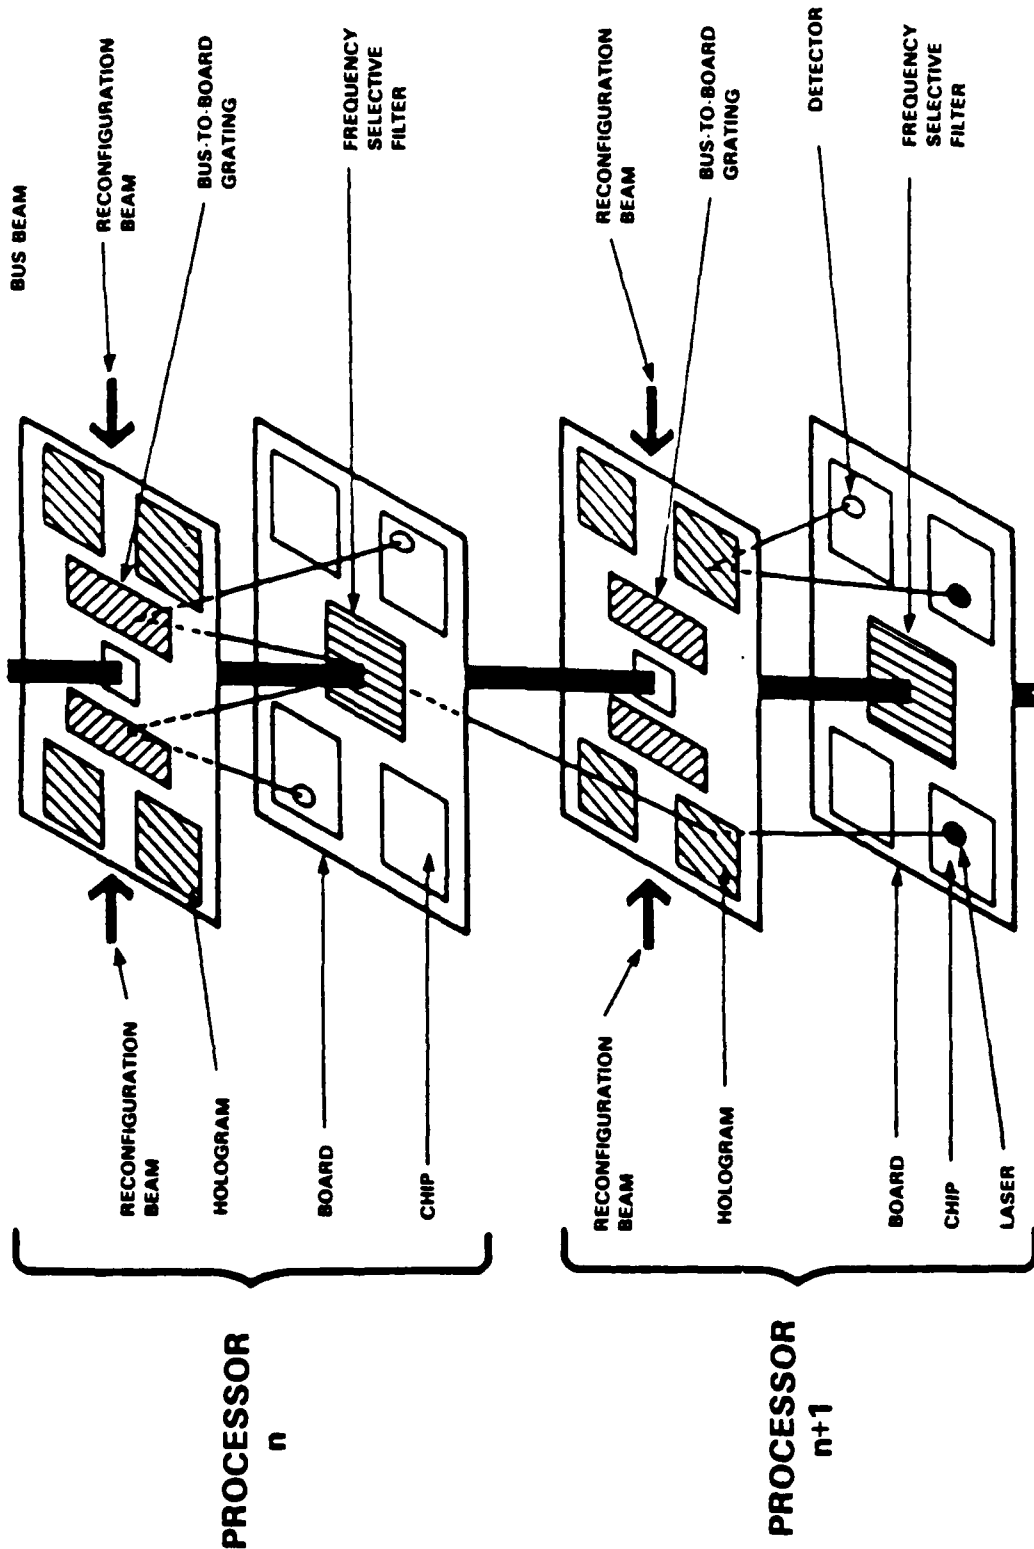 BUS BEAM
RECONFIGURATION
BEAM
BUS-TO-BOARD
GRATING
FREQUENCY
SELECTIVE
FILTER
RECONFIGURATION
BEAM
HOLOGRAM
BOARD
CHIP
PROCESSOR
n
RECONFIGURATION
BEAM
BUS-TO-BOARD
GRATING
DETECTOR
FREQUENCY
SELECTIVE
FILTER
RECONFIGURATION
BEAM
HOLOGRAM
BOARD
CHIP
LASER
PROCESSOR
n+1